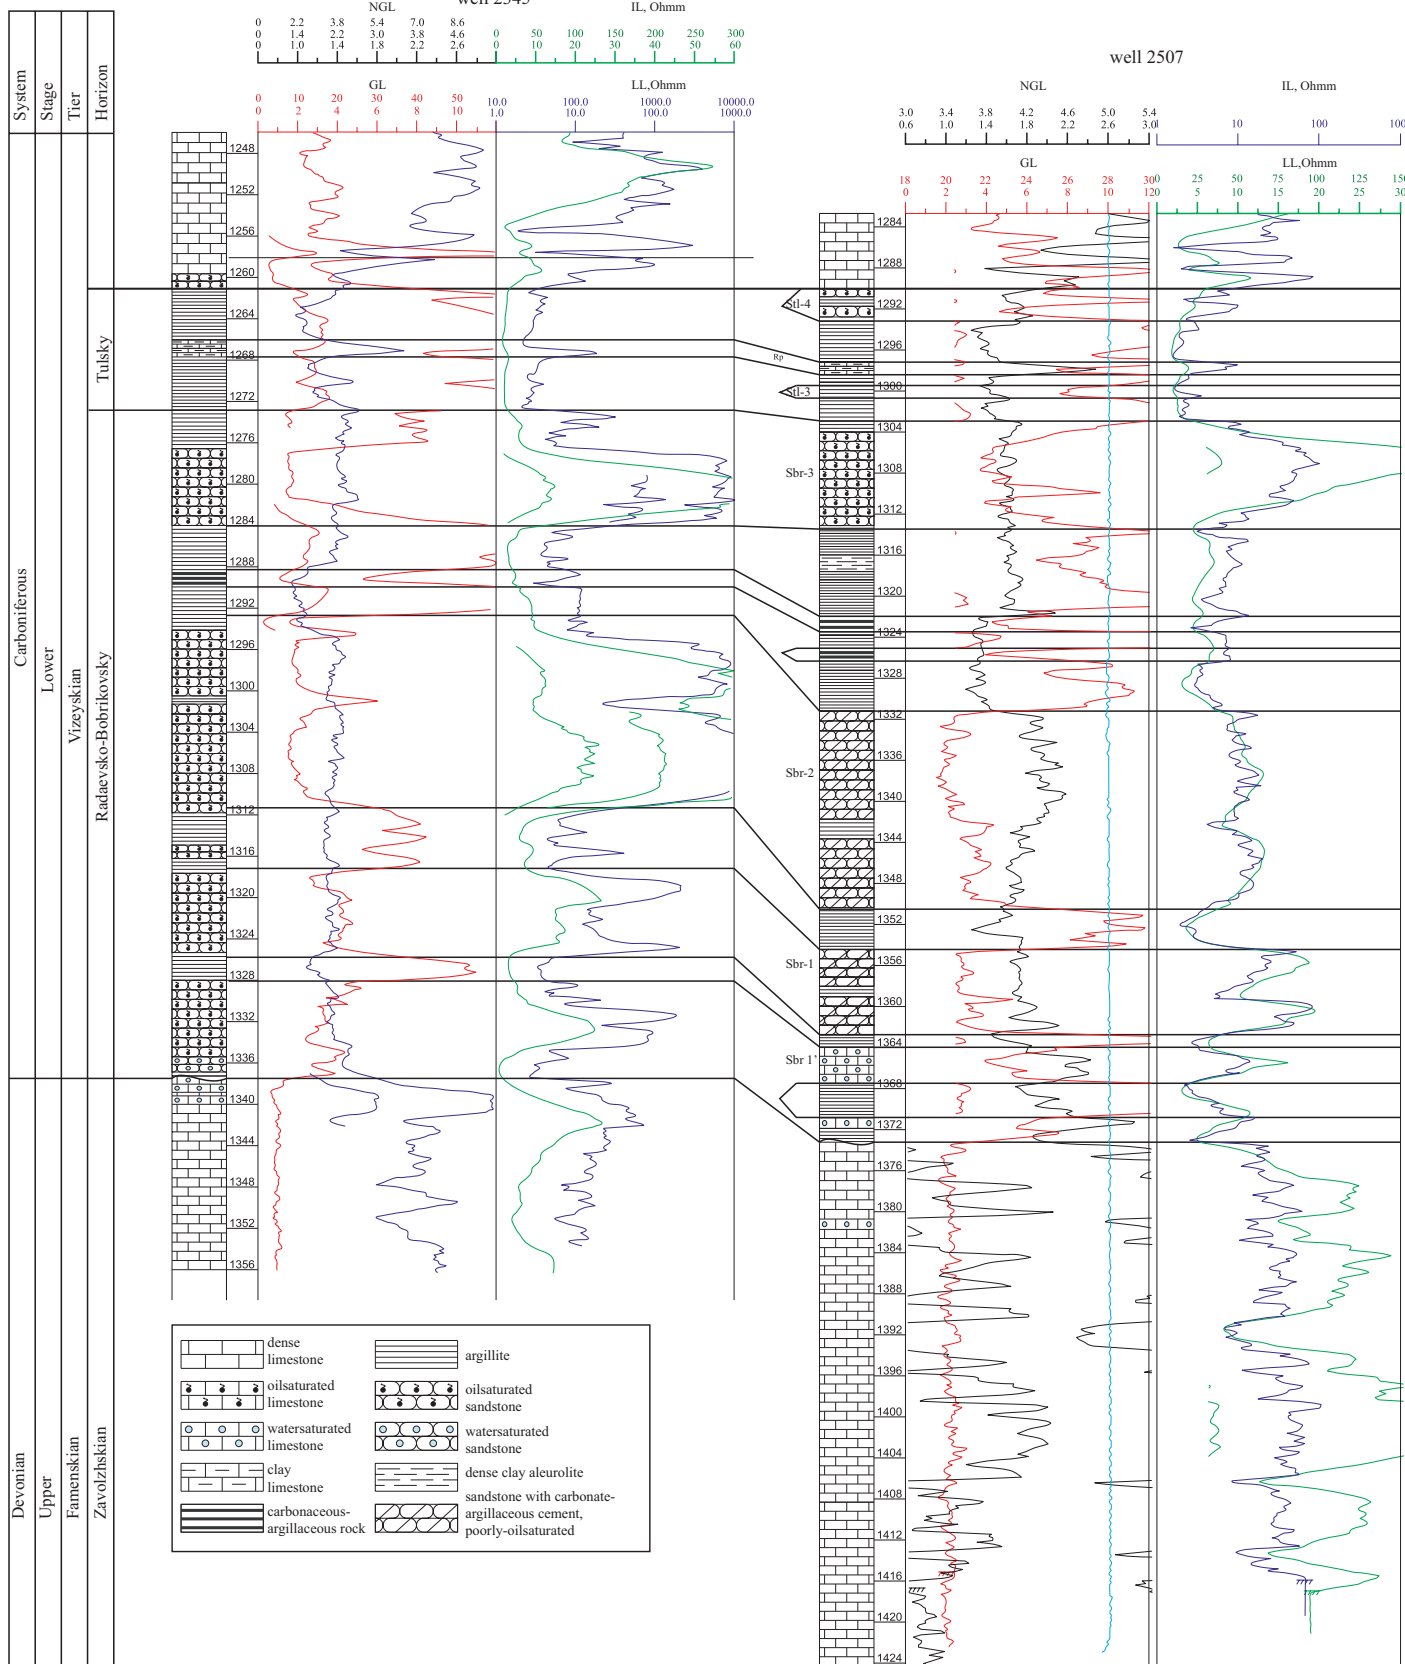 well 2345
NGL
IL, Ohmm
0 2.2 3.8 5.4 7.0 8.6
0 1.4 2.2 3.0 3.8 4.6
1.0 1.4 1.8 2.2 2.6
0 50 100 150 200 300
0 10 20 30 40 60
GL
LL,Ohmm
0 10 20 30 40 50
0 2 4 6 8 10
10.0 100.0 1000.0 10000.0
1.0 10.0 100.0 1000.0
System
Stage
Tier
Horizon
Carboniferous
Lower
Vizeyskian
Tulsky
Radaevsko-Bobrikovsky
Devonian
Upper
Famenskian
Zavolzhskian
1248
1252
1256
1260
1264
1268
1272
1276
1280
1284
1288
1292
1296
1300
1304
1308
1312
1316
1320
1324
1328
1332
1336
1340
1344
1348
1352
1356
well 2507
NGL
IL, Ohmm
3.0 3.4 3.8 4.2 4.6 5.0 5.4
0.6 1.0 1.4 1.8 2.2 2.6 3.0
10 100 100
GL
LL,Ohmm
18 20 22 24 26 28 30
0 2 4 6 8 10 12
0 25 50 75 100 125 150
0 5 10 15 20 25 30
Stl-4
Rp
Stl-3
Sbr-3
Sbr-2
Sbr-1
Sbr 1'
1284
1288
1292
1296
1300
1304
1308
1312
1316
1320
1324
1328
1332
1336
1340
1344
1348
1352
1356
1360
1364
1368
1372
1376
1380
1384
1388
1392
1396
1400
1404
1408
1412
1416
1420
1424
dense
limestone
oilsaturated
limestone
watersaturated
limestone
clay
limestone
carbonaceous-
argillaceous rock
argillite
oilsaturated
sandstone
watersaturated
sandstone
dense clay aleurolite
sandstone with carbonate-
argillaceous cement,
poorly-oilsaturated